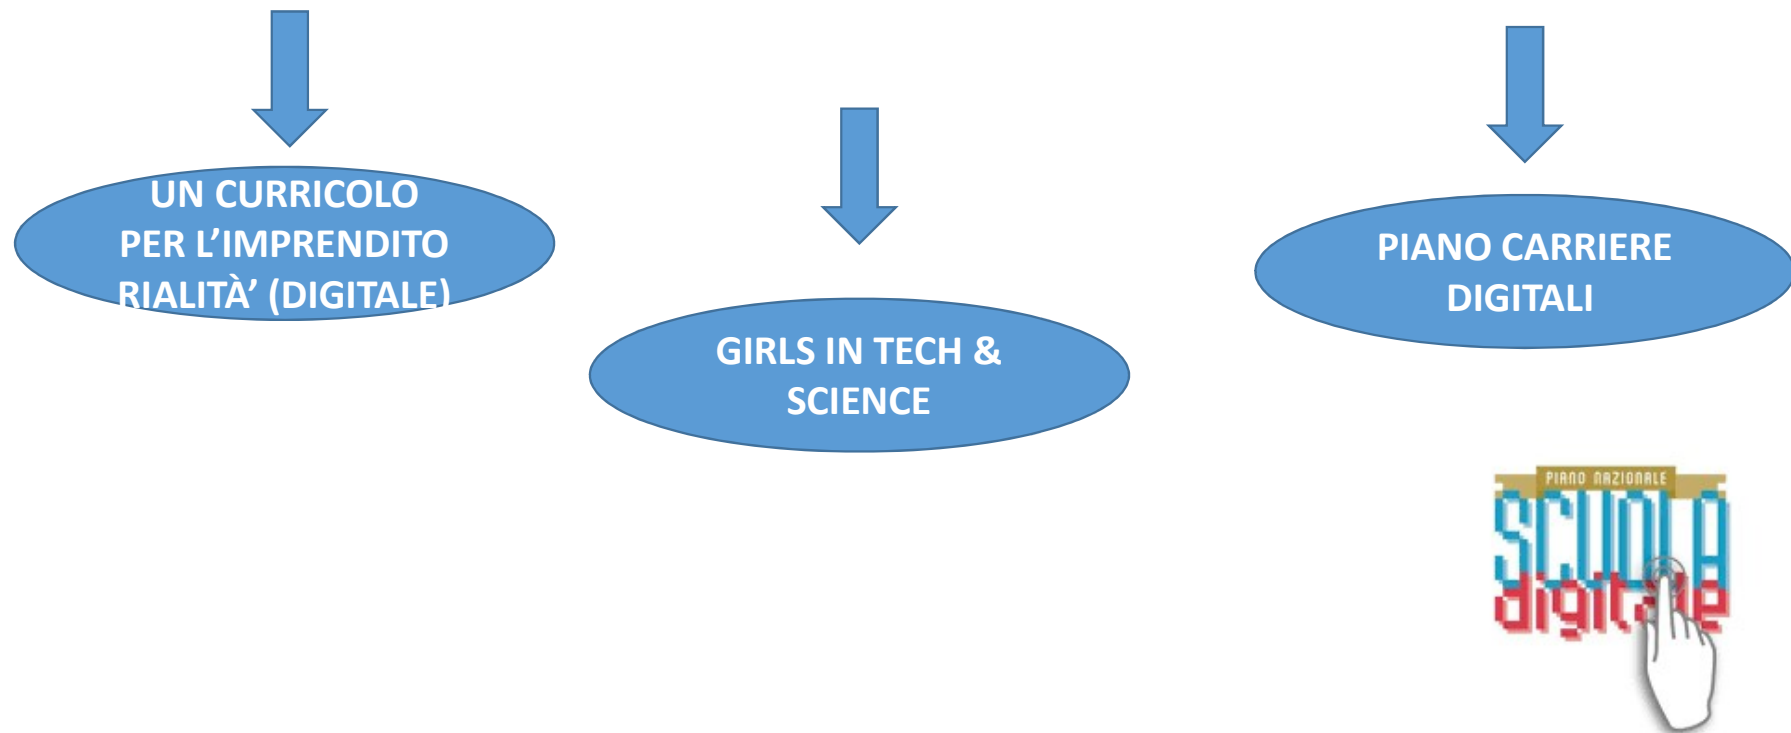 UN CURRICOLO
PER L’IMPRENDITO
RIALITÀ’ (DIGITALE)
GIRLS IN TECH &
SCIENCE
PIANO CARRIERE
DIGITALI
PIANO NAZIONALE
SCUOLA
digitale